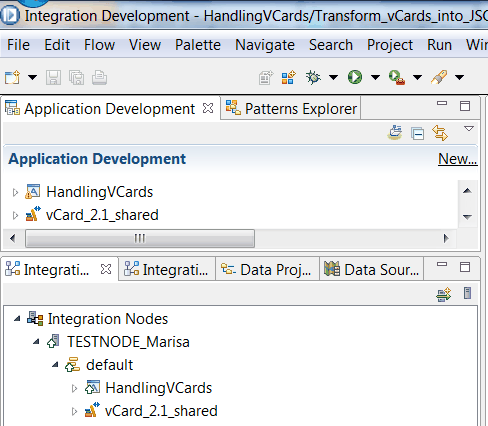 Integration Development - HandlingVCards/Transform_vCards_into_JSO
File Edit Flow View Palette Navigate Search Project Run Win
Application Development Patterns Explorer
Application Development New...
HandlingVCards
vCard_2.1_shared
Integrati... Integrati... Data Proj... Data Sour...
Integration Nodes
TESTNODE_Marisa
default
HandlingVCards
vCard_2.1_shared